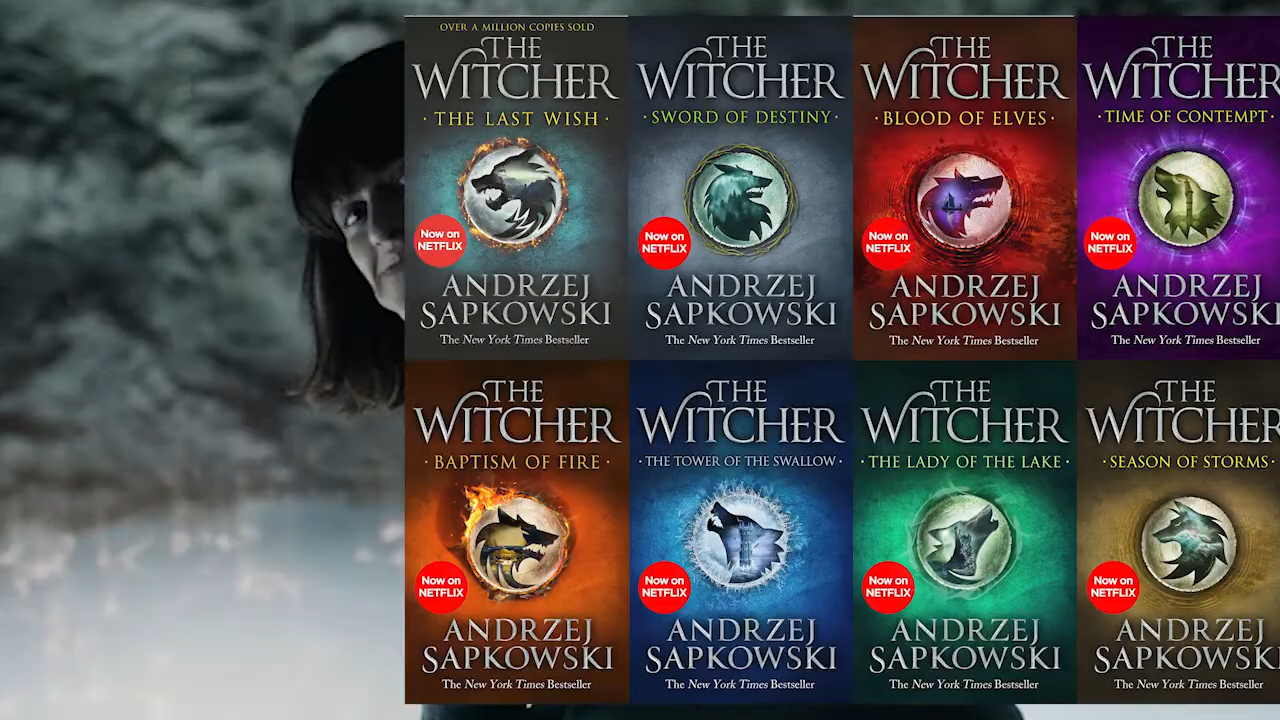 OVER A MILLION COPIES SOLD
THE
WITCHER
· THE LAST WISH ·
Now on
NETFLIX
ANDRZEJ
SAPKOWSKI
The New York Times Bestseller
THE
WITCHER
· SWORD OF DESTINY ·
Now on
NETFLIX
ANDRZEJ
SAPKOWSKI
The New York Times Bestseller
THE
WITCHER
· BLOOD OF ELVES ·
Now on
NETFLIX
ANDRZEJ
SAPKOWSKI
The New York Times Bestseller
THE
WITCHER
· TIME OF CONTEMPT ·
Now on
NETFLIX
ANDRZEJ
SAPKOWSKI
The New York Times Bestseller
THE
WITCHER
· BAPTISM OF FIRE ·
Now on
NETFLIX
ANDRZEJ
SAPKOWSKI
The New York Times Bestseller
THE
WITCHER
· THE TOWER OF THE SWALLOW ·
Now on
NETFLIX
ANDRZEJ
SAPKOWSKI
The New York Times Bestseller
THE
WITCHER
· THE LADY OF THE LAKE ·
Now on
NETFLIX
ANDRZEJ
SAPKOWSKI
The New York Times Bestseller
THE
WITCHER
· SEASON OF STORMS ·
Now on
NETFLIX
ANDRZEJ
SAPKOWSKI
The New York Times Bestseller